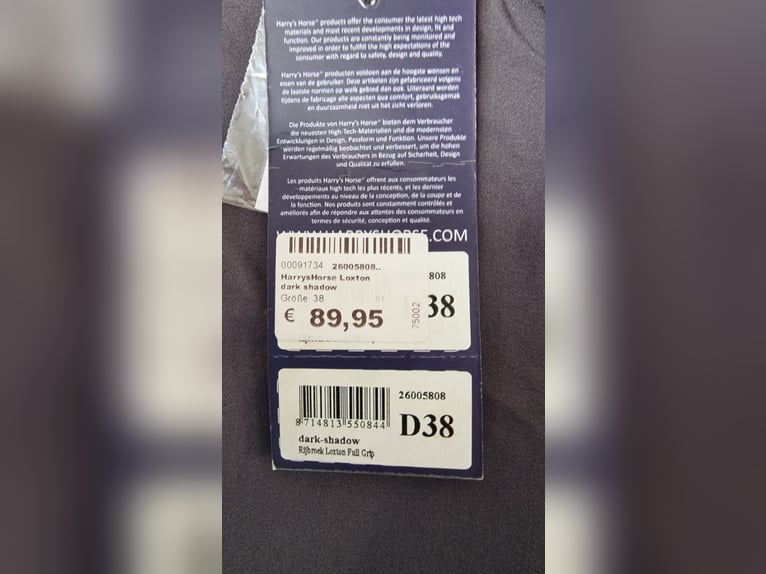 Harry's Horse® products offer the consumer the latest high tech
materials and most recent developments in design, fit and
function. Our products are constantly being monitored and
improved in order to fullfil the high expectations of the
consumer with regard to safety, design and quality.
Harry's Horse® producten voldoen aan de hoogste wensen en
eisen van de gebruiker. Deze artikelen zijn gefabriceerd volgens
de laatste normen op welk gebied dan ook. Uiteraard worden
tijdens de fabricage alle aspecten qua comfort, gebruiksgemak
en duurzaamheid niet uit het zicht verloren.
Die Produkte von Harry's Horse® bieten dem Verbraucher
die neuesten High-Tech-Materialien und die modernsten
Entwicklungen in Design, Passform und Funktion. Unsere Produkte
werden regelmäßig beobachtet und verbessert, um die hohen
Erwartungen des Verbrauchers in Bezug auf Sicherheit, Design
und Qualität zu erfüllen.
Les produits Harry's Horse® offrent aux consommateurs les
matériaux high tech les plus récents, et les dernier
développements au niveau de la conception, de la coupe et de
la fonction. Nos produits sont constamment contrôlés et
améliorés afin de répondre aux attentes des consommateurs en
termes de sécurité, conception et qualité.
WWW.HARRYSHORSE.COM
00091734 26005808..
HarrysHorse Loxton
dark shadow
Größe 38 01
€ 89,95
75002
808
38
26005808
8 714813 550844
D38
dark-shadow
Rijbroek Loxton Full Grip